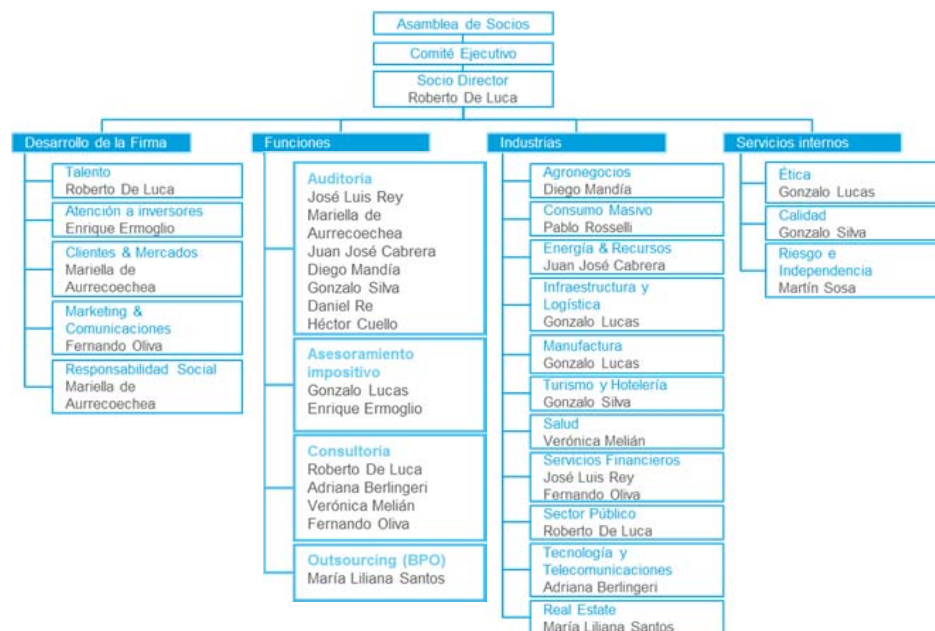 Asamblea de Socios
Comité Ejecutivo
Socio Director
Roberto De Luca
Desarrollo de la Firma
Talento
Roberto De Luca
Atención a inversores
Enrique Ermoglio
Clientes & Mercados
Mariella de
Aurrecoechea
Marketing &
Comunicaciones
Fernando Oliva
Responsabilidad Social
Mariella de
Aurrecoechea
Funciones
Auditoría
José Luis Rey
Mariella de
Aurrecoechea
Juan José Cabrera
Diego Mandía
Gonzalo Silva
Daniel Re
Héctor Cuello
Asesoramiento
impositivo
Gonzalo Lucas
Enrique Ermoglio
Consultoría
Roberto De Luca
Adriana Berlingeri
Verónica Melián
Fernando Oliva
Outsourcing (BPO)
María Liliana Santos
Industrias
Agronegocios
Diego Mandía
Consumo Masivo
Pablo Rosselli
Energía & Recursos
Juan José Cabrera
Infraestructura y
Logística
Gonzalo Lucas
Manufactura
Gonzalo Lucas
Turismo y Hotelería
Gonzalo Silva
Salud
Verónica Melián
Servicios Financieros
José Luis Rey
Fernando Oliva
Sector Público
Roberto De Luca
Tecnología y
Telecomunicaciones
Adriana Berlingeri
Real Estate
María Liliana Santos
Servicios internos
Ética
Gonzalo Lucas
Calidad
Gonzalo Silva
Riesgo e
Independencia
Martín Sosa